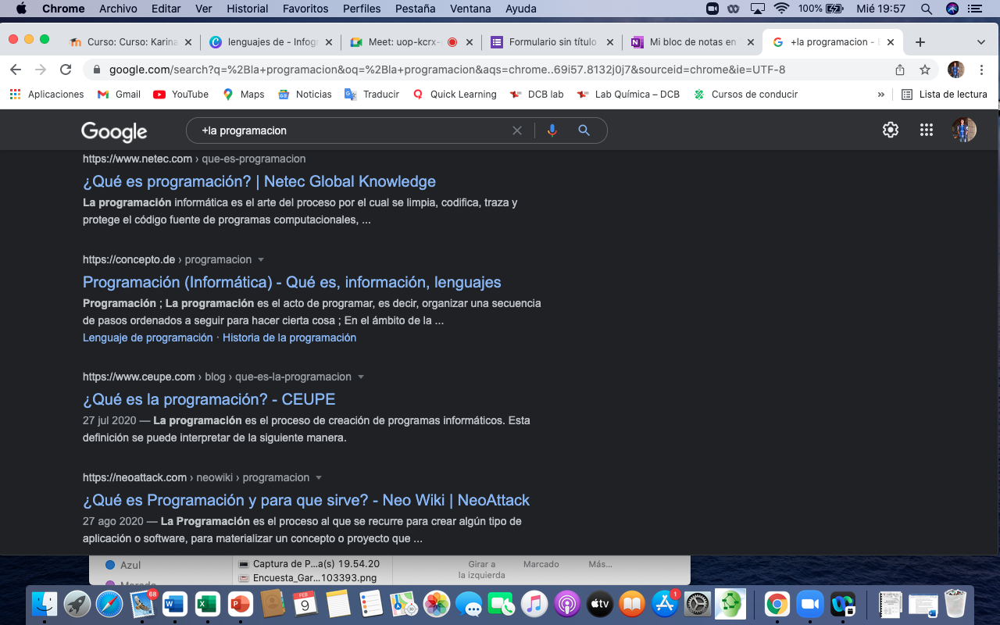 Chrome Archivo Editar Ver Historial Favoritos Perfiles Pestaña Ventana Ayuda 100% Mié 19:57
Curso: Curso: Karina lenguajes de - Infogr Meet: uop-kcrx- Formulario sin título Mi bloc de notas en +la programacion - B
google.com/search?q=%2Bla+programacion&oq=%2Bla+programacion&aqs=chrome..69i57.8132j0j7&sourceid=chrome&ie=UTF-8
Aplicaciones Gmail YouTube Maps Noticias Traducir Quick Learning DCB lab Lab Química – DCB Cursos de conducir » Lista de lectura
Google +la programacion
https://www.netec.com › que-es-programacion
¿Qué es programación? | Netec Global Knowledge
La programación informática es el arte del proceso por el cual se limpia, codifica, traza y
protege el código fuente de programas computacionales, ...
https://concepto.de › programacion
Programación (Informática) - Qué es, información, lenguajes
Programación ; La programación es el acto de programar, es decir, organizar una secuencia
de pasos ordenados a seguir para hacer cierta cosa ; En el ámbito de la ...
Lenguaje de programación · Historia de la programación
https://www.ceupe.com › blog › que-es-la-programacion
¿Qué es la programación? - CEUPE
27 jul 2020 — La programación es el proceso de creación de programas informáticos. Esta
definición se puede interpretar de la siguiente manera.
https://neoattack.com › neowiki › programacion
¿Qué es Programación y para que sirve? - Neo Wiki | NeoAttack
27 ago 2020 — La Programación es el proceso al que se recurre para crear algún tipo de
aplicación o software, para materializar un concepto o proyecto que ...
Azul Captura de P...a(s) 19.54.20 Girar a Marcado Más...
Morado Encuesta_Gar...103393.png la izquierda
68 FEB 9 1 tv